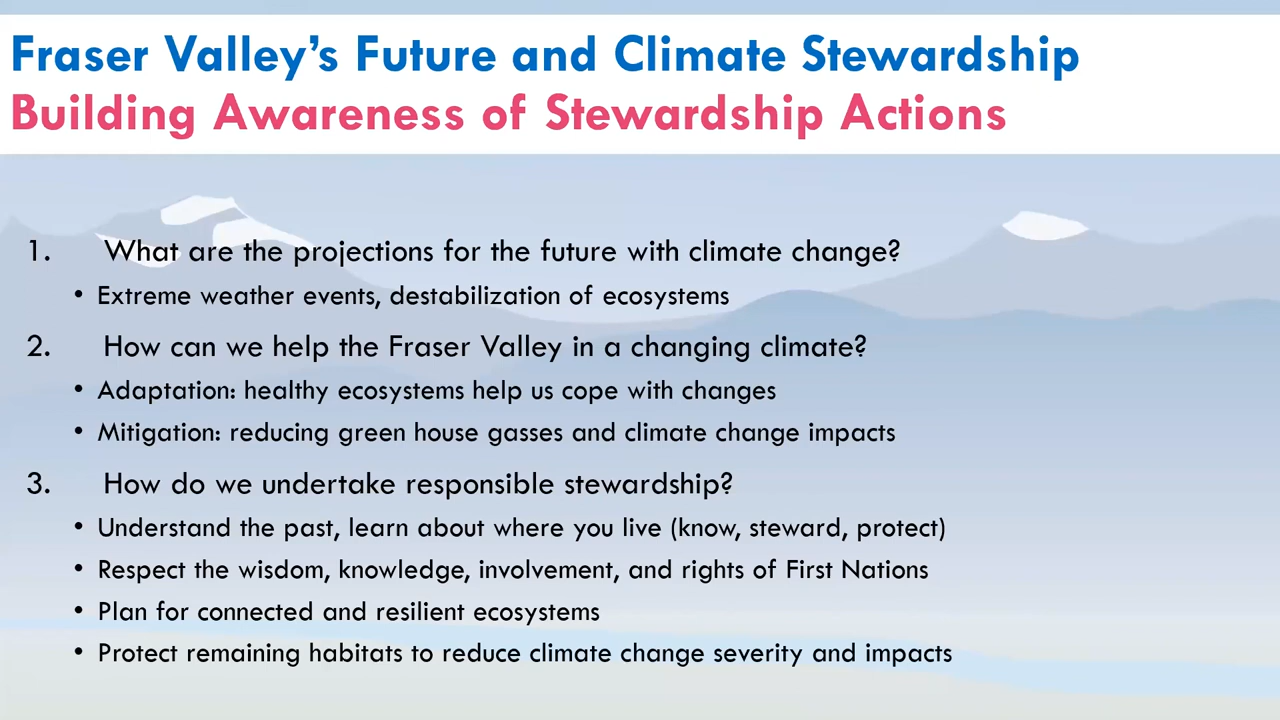 Fraser Valley’s Future and Climate Stewardship
Building Awareness of Stewardship Actions
1. What are the projections for the future with climate change?
• Extreme weather events, destabilization of ecosystems
2. How can we help the Fraser Valley in a changing climate?
• Adaptation: healthy ecosystems help us cope with changes
• Mitigation: reducing green house gasses and climate change impacts
3. How do we undertake responsible stewardship?
• Understand the past, learn about where you live (know, steward, protect)
• Respect the wisdom, knowledge, involvement, and rights of First Nations
• Plan for connected and resilient ecosystems
• Protect remaining habitats to reduce climate change severity and impacts